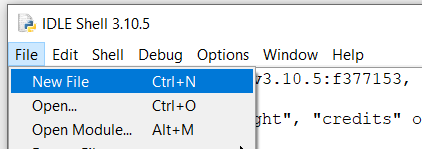 IDLE Shell 3.10.5
File Edit Shell Debug Options Window Help
New File Ctrl+N v3.10.5:f377153,
Open... Ctrl+O
Open Module... Alt+M ght", "credits" o